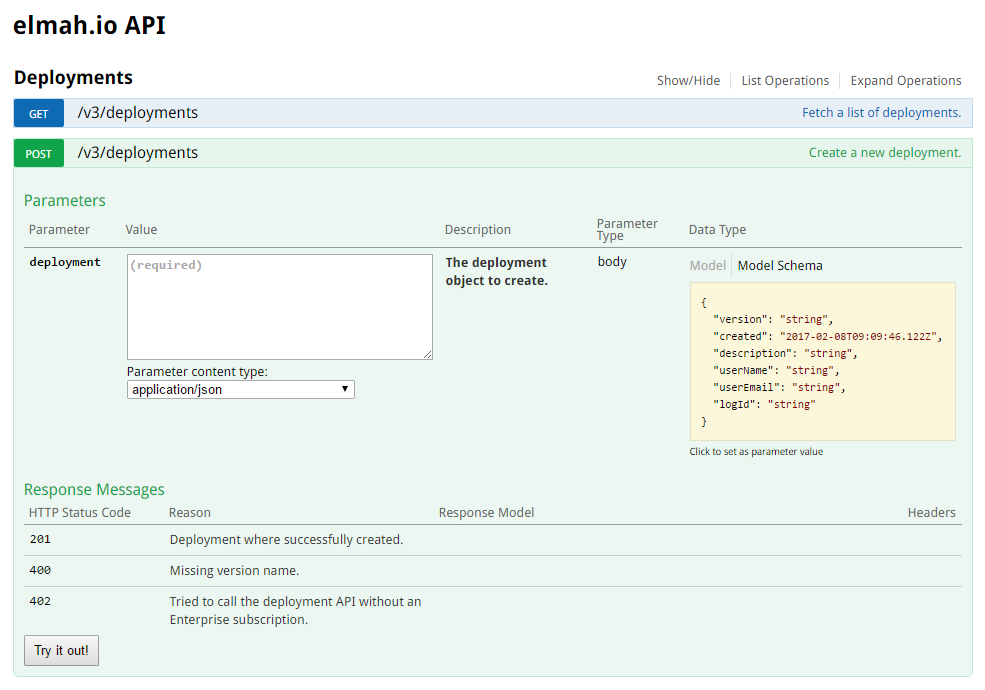 elmah.io API
Deployments
Show/Hide
List Operations
Expand Operations
GET
/v3/deployments
Fetch a list of deployments.
POST
/v3/deployments
Create a new deployment.
Parameters
Parameter
Value
Description
Parameter
Type
Data Type
deployment
(required)
Parameter content type:
application/json
The deployment
object to create.
body
Model
Model Schema
{
"version": "string",
"created": "2017-02-08T09:09:46.122Z",
"description": "string",
"userName": "string",
"userEmail": "string",
"logId": "string"
}
Click to set as parameter value
Response Messages
HTTP Status Code
Reason
Response Model
Headers
201
Deployment where successfully created.
400
Missing version name.
402
Tried to call the deployment API without an
Enterprise subscription.
Try it out!